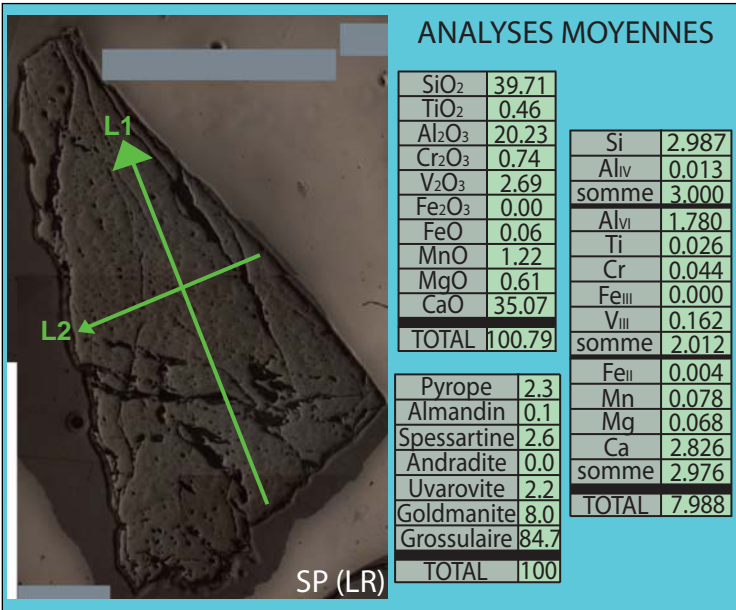 ANALYSES MOYENNES
L1
L2
SP (LR)
SiO₂ 39.71
TiO₂ 0.46
Al₂O₃ 20.23
Cr₂O₃ 0.74
V₂O₃ 2.69
Fe₂O₃ 0.00
FeO 0.06
MnO 1.22
MgO 0.61
CaO 35.07
TOTAL 100.79
Pyrope 2.3
Almandin 0.1
Spessartine 2.6
Andradite 0.0
Uvarovite 2.2
Goldmanite 8.0
Grossulaire 84.7
TOTAL 100
Si 2.987
AlIV 0.013
somme 3.000
AlVI 1.780
Ti 0.026
Cr 0.044
FeIII 0.000
VIII 0.162
somme 2.012
FeII 0.004
Mn 0.078
Mg 0.068
Ca 2.826
somme 2.976
TOTAL 7.988